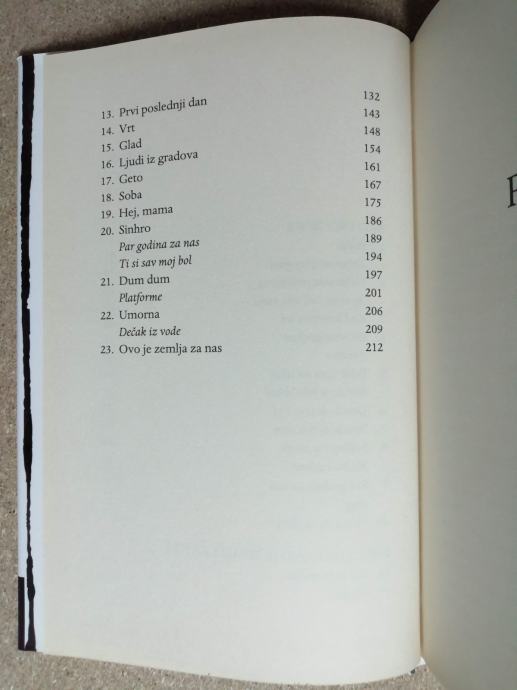 13. Prvi poslednji dan 132
14. Vrt 143
15. Glad 148
16. Ljudi iz gradova 154
17. Geto 161
18. Soba 167
19. Hej, mama 175
20. Sinhro 186
Par godina za nas 189
Ti si sav moj bol 194
21. Dum dum 197
Platforme 201
22. Umorna 206
Dečak iz vode 209
23. Ovo je zemlja za nas 212